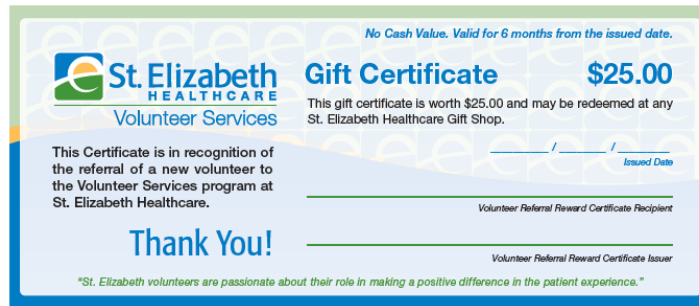 No Cash Value. Valid for 6 months from the issued date.
St. Elizabeth
HEALTHCARE
Volunteer Services
This Certificate is in recognition of
the referral of a new volunteer to
the Volunteer Services program at
St. Elizabeth Healthcare.
Thank You!
Gift Certificate $25.00
This gift certificate is worth $25.00 and may be redeemed at any
St. Elizabeth Healthcare Gift Shop.
________ / _______ / ________
Issued Date
Volunteer Referral Reward Certificate Recipient
Volunteer Referral Reward Certificate Issuer
"St. Elizabeth volunteers are passionate about their role in making a positive difference in the patient experience."